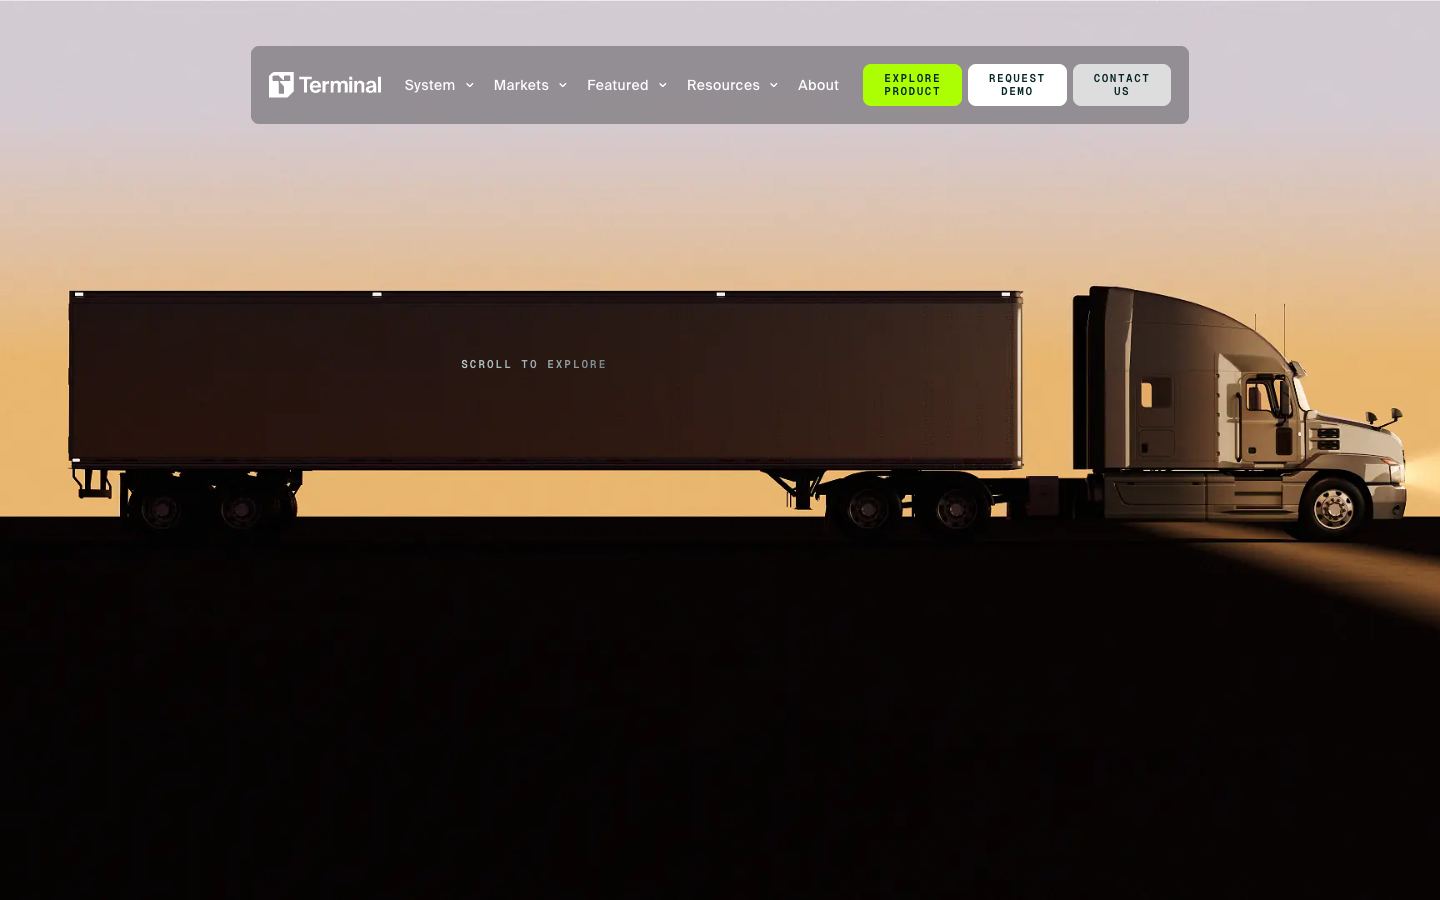 Terminal
System
Markets
Featured
Resources
About
EXPLORE
PRODUCT
REQUEST
DEMO
CONTACT
US
SCROLL TO EXPLORE